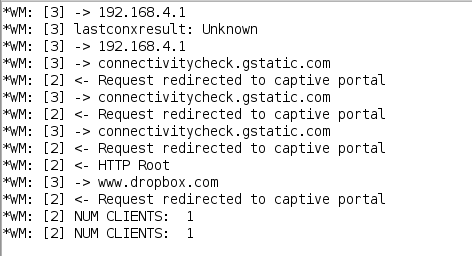 *WM: [3] -> 192.168.4.1
*WM: [3] lastconxresult: Unknown
*WM: [3] -> 192.168.4.1
*WM: [3] -> connectivitycheck.gstatic.com
*WM: [2] <- Request redirected to captive portal
*WM: [3] -> connectivitycheck.gstatic.com
*WM: [2] <- Request redirected to captive portal
*WM: [3] -> connectivitycheck.gstatic.com
*WM: [2] <- Request redirected to captive portal
*WM: [2] <- HTTP Root
*WM: [3] -> www.dropbox.com
*WM: [2] <- Request redirected to captive portal
*WM: [2] NUM CLIENTS:  1
*WM: [2] NUM CLIENTS:  1